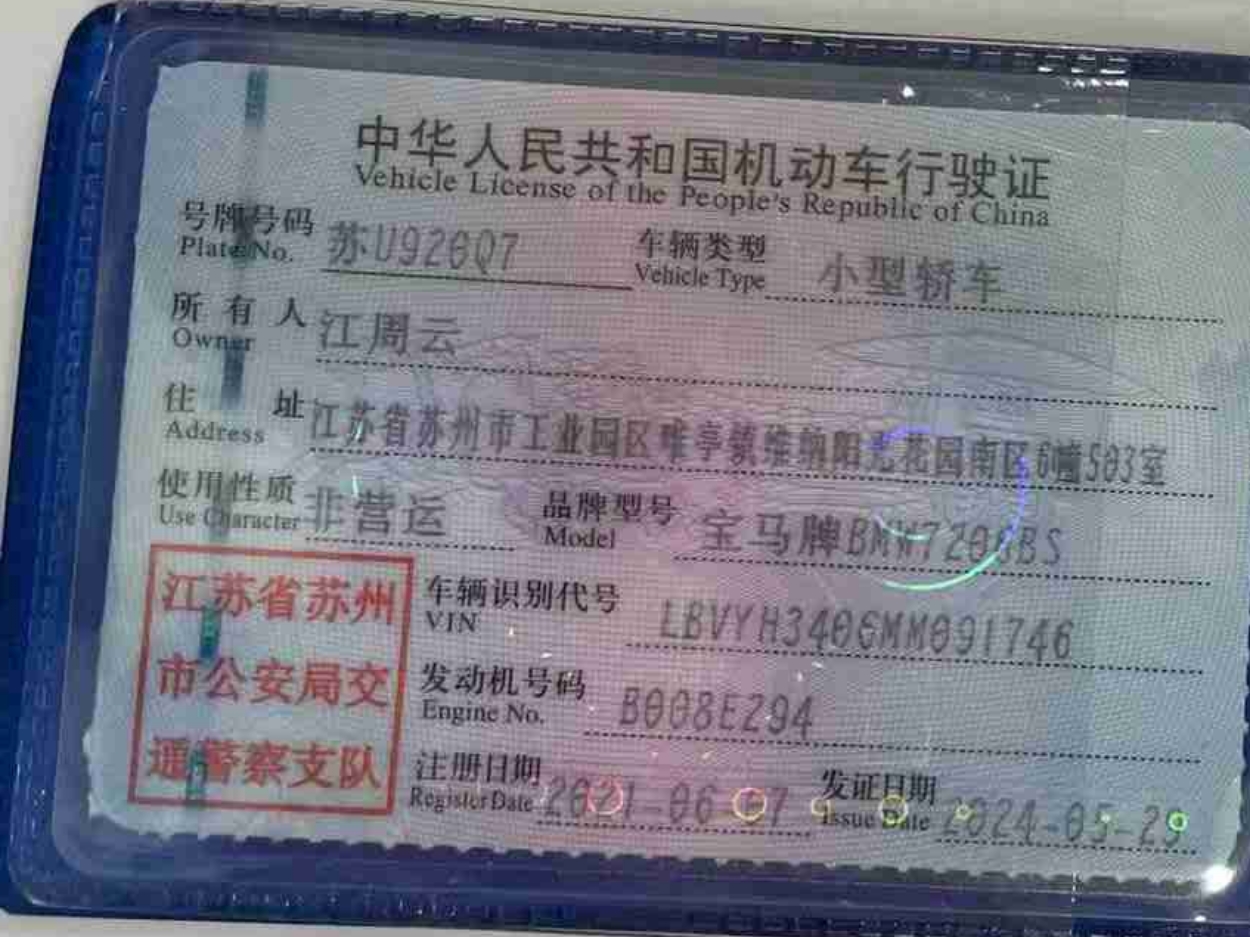 中华人民共和国机动车行驶证
Vehicle License of the People's Republic of China
号牌号码 苏U920Q7 车辆类型 小型轿车
Plate No. Vehicle Type
所有人 江周云
Owner
住址 江苏省苏州市工业园区唯亭镇维纳阳光花园南区6幢503室
Address
使用性质 非营运 品牌型号 宝马牌BMW7200BS
Use Character Model
江苏省苏州
市公安局交
通警察支队
车辆识别代号 LBVYH3406MM091746
VIN
发动机号码 B008E294
Engine No.
注册日期 2021-06-07 发证日期 2024-05-29
Register Date Issue Date